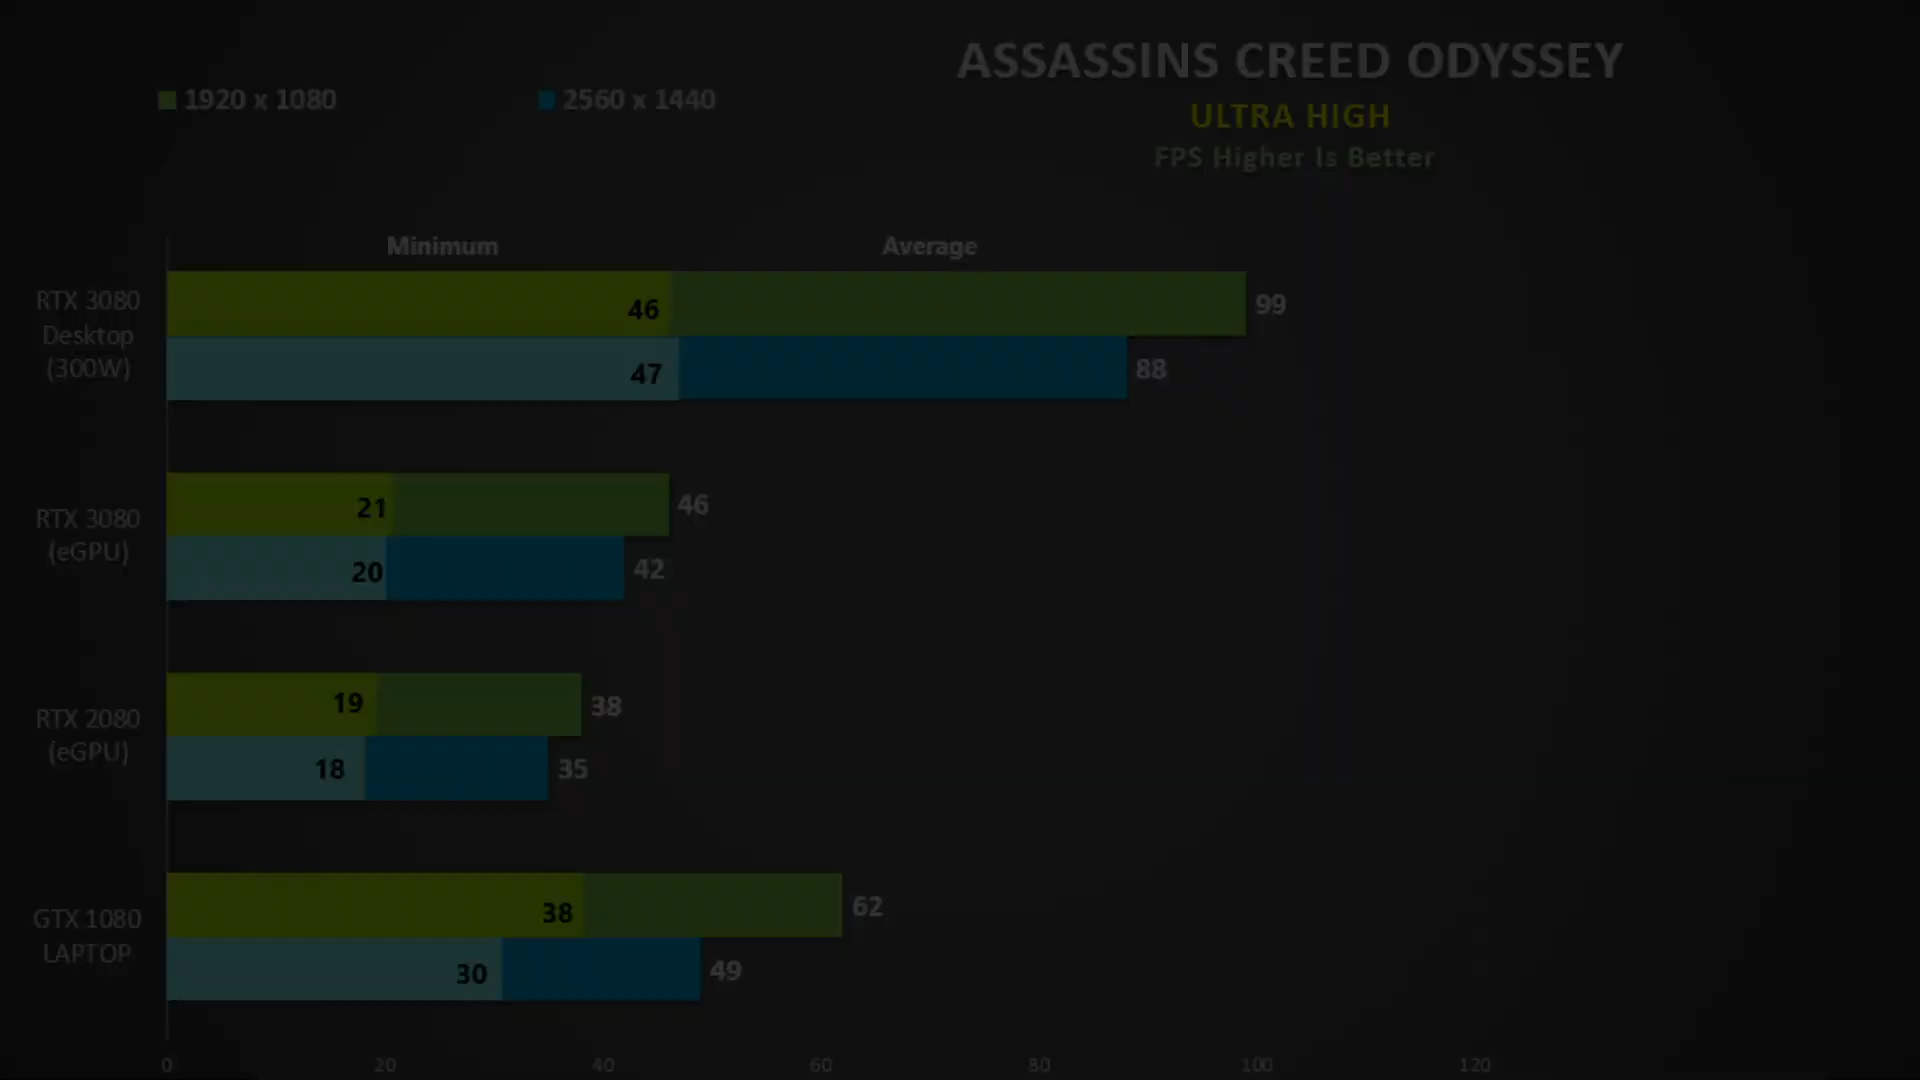 ASSASSINS CREED ODYSSEY
1920 x 1080 2560 x 1440
ULTRA HIGH
FPS Higher Is Better
Minimum Average
RTX 3080
Desktop
(300W)
46 99
47 88
RTX 3080
(eGPU)
21 46
20 42
RTX 2080
(eGPU)
19 38
18 35
GTX 1080
LAPTOP
38 62
30 49
0 20 40 60 80 100 120